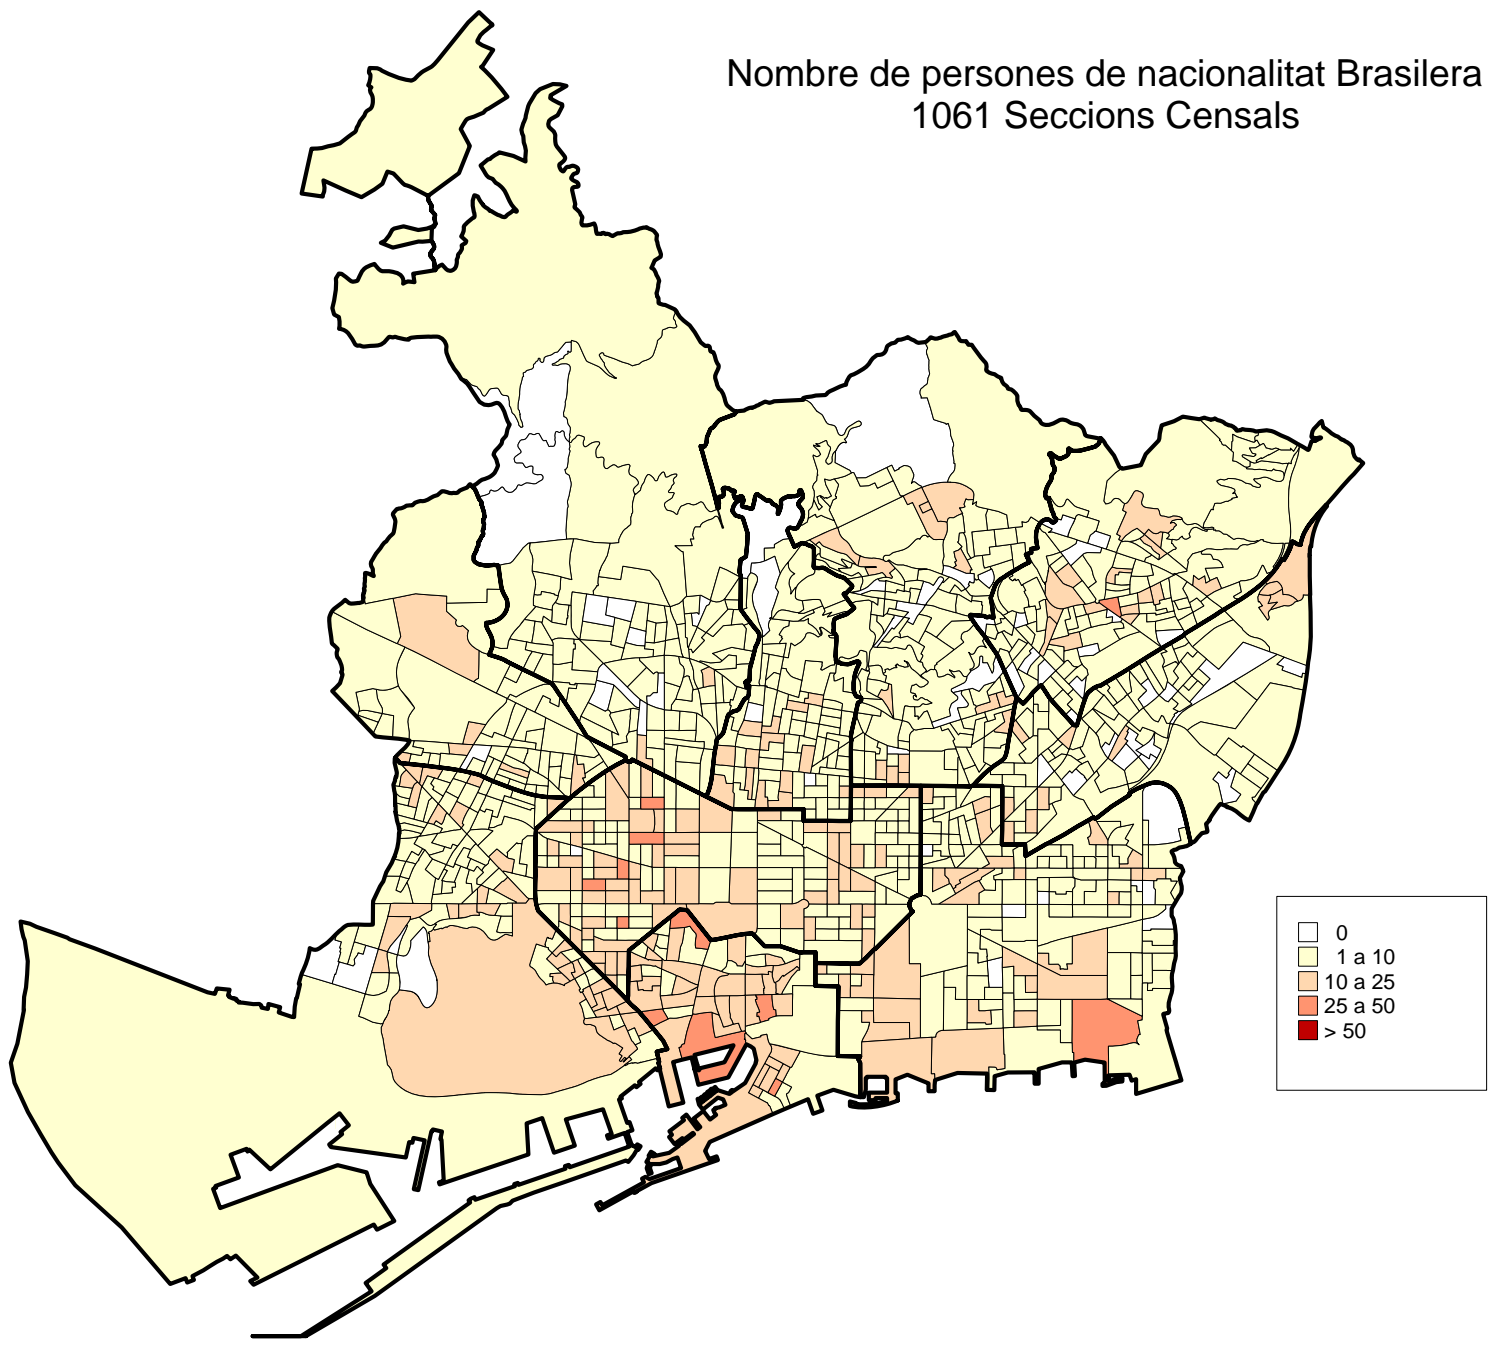 Nombre de persones de nacionalitat Brasilera
1061 Seccions Censals
0
1 a 10
10 a 25
25 a 50
> 50